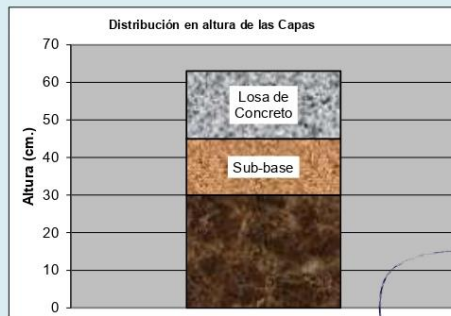 Distribución en altura de las Capas
Altura (cm.)
70
60
50
40
30
20
10
0
Losa de
Concreto
Sub-base